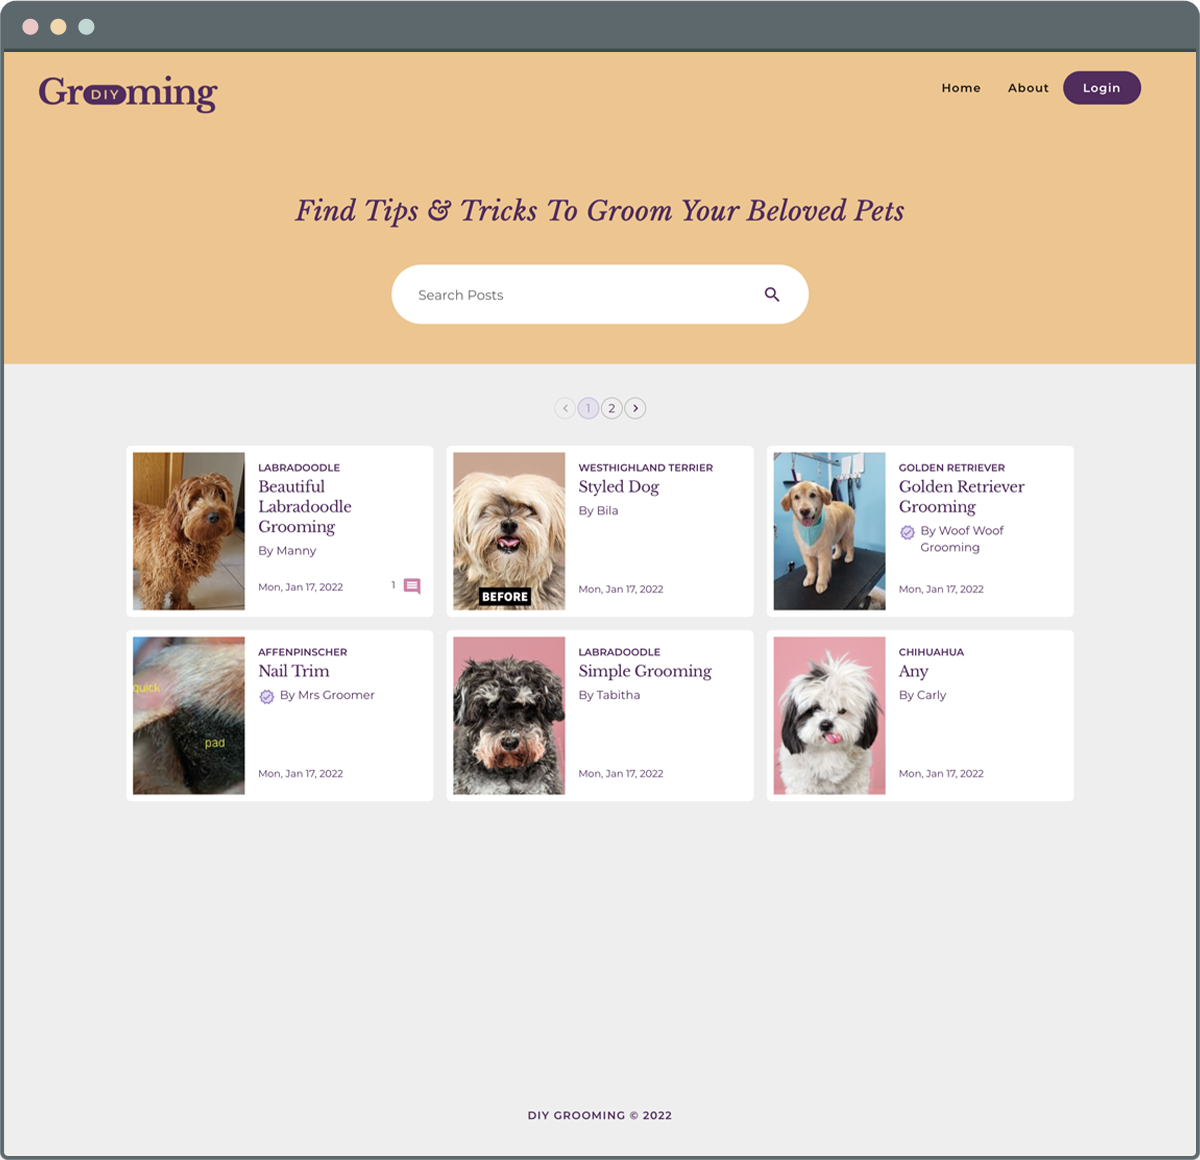 Grooming
DIY
Home
About
Login
Find Tips & Tricks To Groom Your Beloved Pets
Search Posts
1
2
LABRADOODLE
Beautiful
Labradoodle
Grooming
By Manny
Mon, Jan 17, 2022
1
BEFORE
WESTHIGHLAND TERRIER
Styled Dog
By Bila
Mon, Jan 17, 2022
GOLDEN RETRIEVER
Golden Retriever
Grooming
By Woof Woof
Grooming
Mon, Jan 17, 2022
quick
pad
AFFENPINSCHER
Nail Trim
By Mrs Groomer
Mon, Jan 17, 2022
LABRADOODLE
Simple Grooming
By Tabitha
Mon, Jan 17, 2022
CHIHUAHUA
Any
By Carly
Mon, Jan 17, 2022
DIY GROOMING © 2022